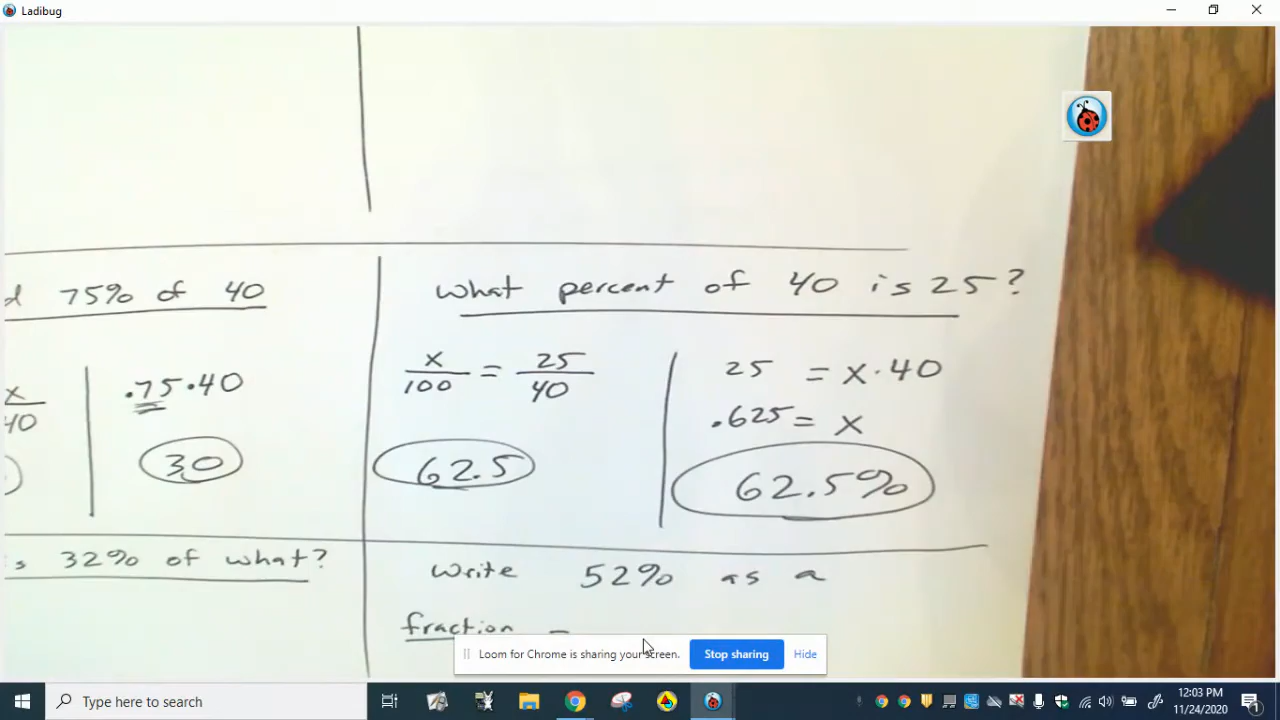 Ladibug
d 75% of 40
x
40
.75·40
30
What percent of 40 is 25?
x/100 = 25/40
62.5
25 = x·40
.625 = x
62.5%
s 32% of what?
Write 52% as a
fraction –
Loom for Chrome is sharing your screen.
Stop sharing
Hide
Type here to search
12:03 PM
11/24/2020
1